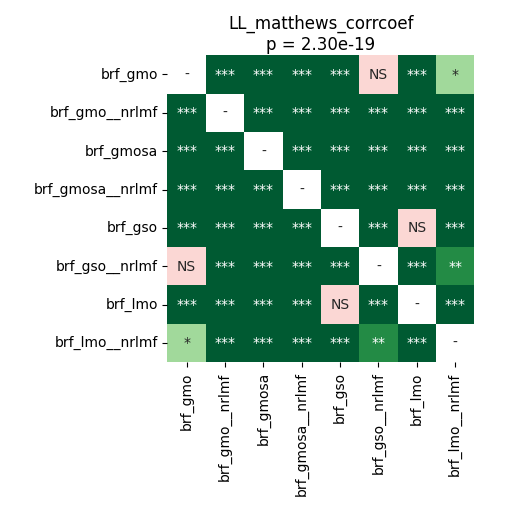 LL_matthews_corrcoef
p = 2.30e-19
brf_gmo - *** *** *** *** NS *** *
brf_gmo__nrlmf *** - *** *** *** *** *** ***
brf_gmosa *** *** - *** *** *** *** ***
brf_gmosa__nrlmf *** *** *** - *** *** *** ***
brf_gso *** *** *** *** - *** NS ***
brf_gso__nrlmf NS *** *** *** *** - *** **
brf_lmo *** *** *** *** NS *** - ***
brf_lmo__nrlmf * *** *** *** *** ** *** -
brf_gmo
brf_gmo__nrlmf
brf_gmosa
brf_gmosa__nrlmf
brf_gso
brf_gso__nrlmf
brf_lmo
brf_lmo__nrlmf